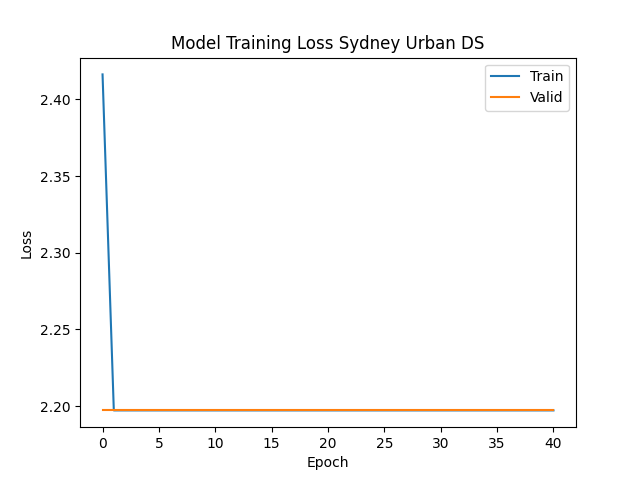 Model Training Loss Sydney Urban DS
Train
Valid
2.40
2.35
2.30
2.25
2.20
Loss
0 5 10 15 20 25 30 35 40
Epoch